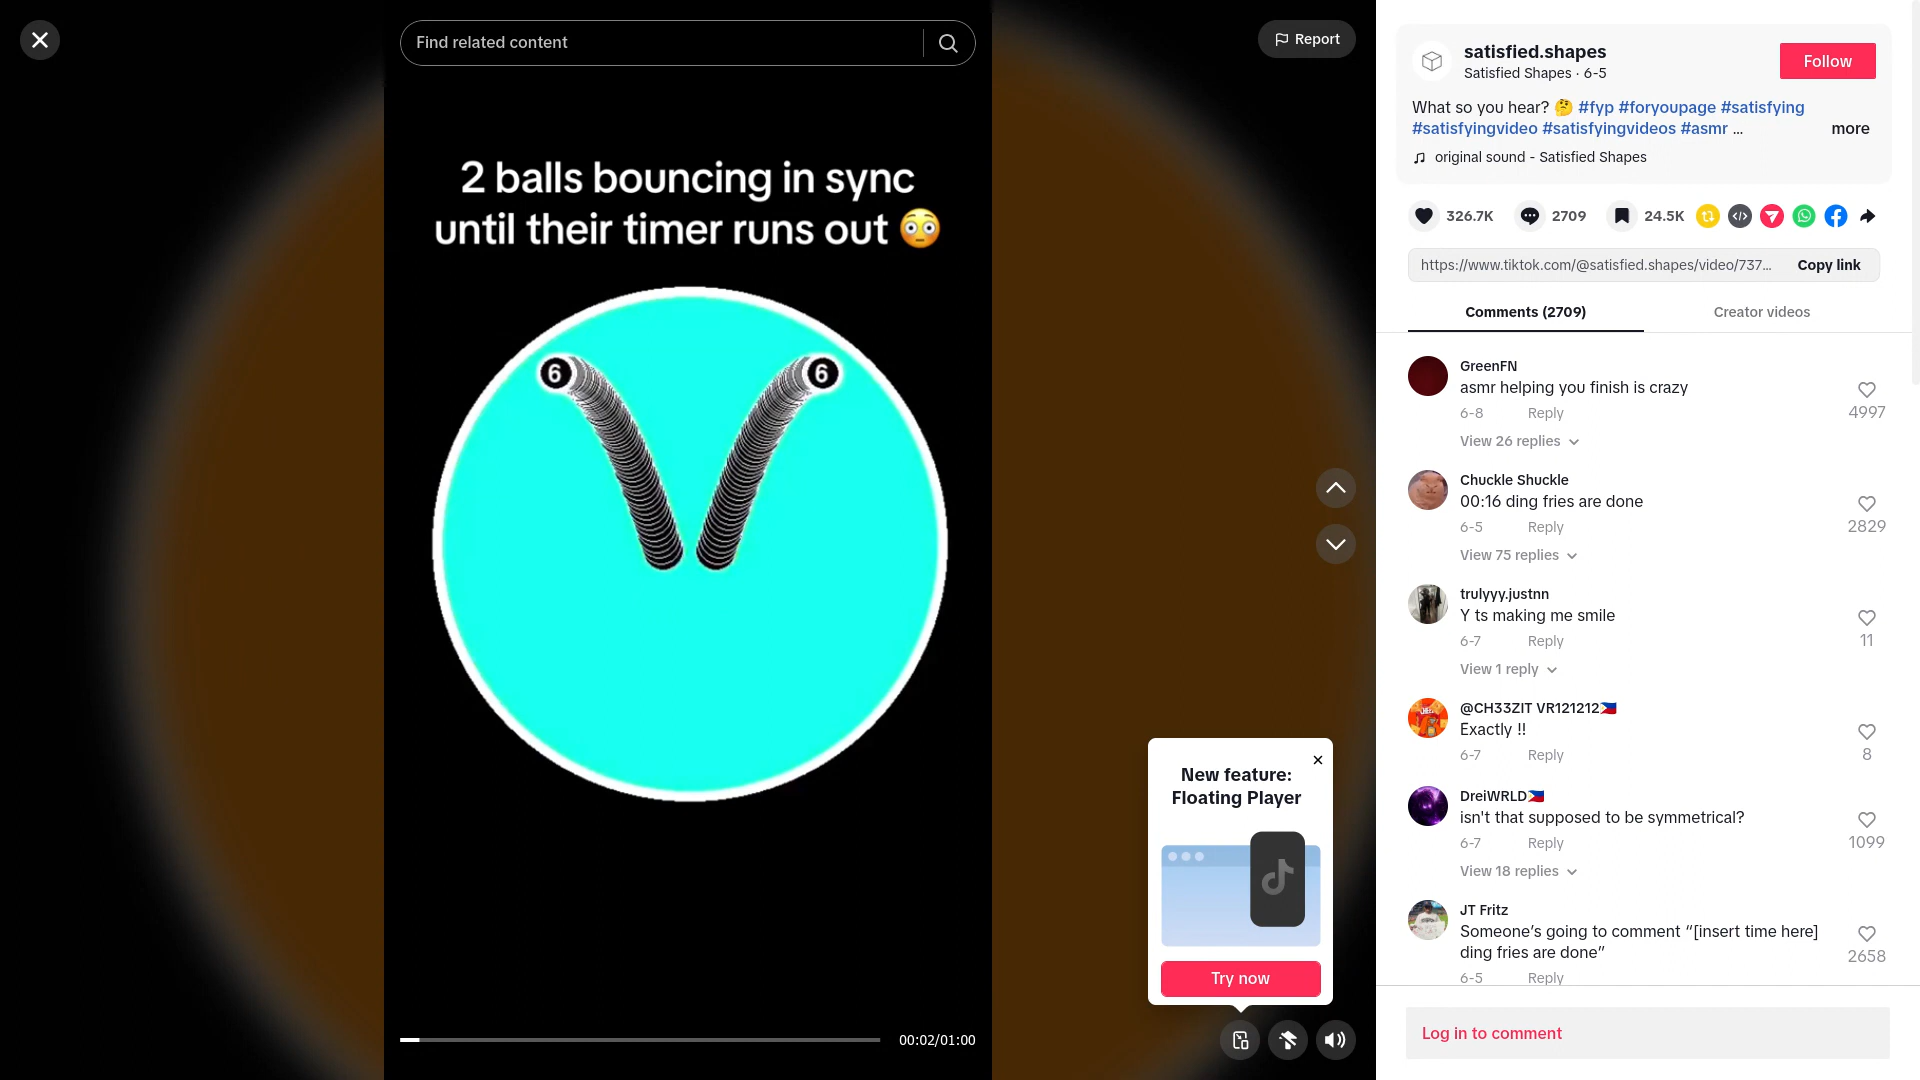 Find related content
Report
2 balls bouncing in sync
until their timer runs out 😳
6
6
New feature:
Floating Player
Try now
00:02/01:00
satisfied.shapes
Satisfied Shapes · 6-5
Follow
What so you hear? 🤔 #fyp #foryoupage #satisfying
#satisfyingvideo #satisfyingvideos #asmr ...
more
original sound - Satisfied Shapes
326.7K
2709
24.5K
https://www.tiktok.com/@satisfied.shapes/video/737...
Copy link
Comments (2709)
Creator videos
GreenFN
asmr helping you finish is crazy
6-8
Reply
4997
View 26 replies
Chuckle Shuckle
00:16 ding fries are done
6-5
Reply
2829
View 75 replies
trulyyy.justnn
Y ts making me smile
6-7
Reply
11
View 1 reply
@CH33ZIT VR121212🇵🇭
Exactly !!
6-7
Reply
8
DreiWRLD🇵🇭
isn't that supposed to be symmetrical?
6-7
Reply
1099
View 18 replies
JT Fritz
Someone’s going to comment “[insert time here]
ding fries are done”
6-5
Reply
2658
Log in to comment